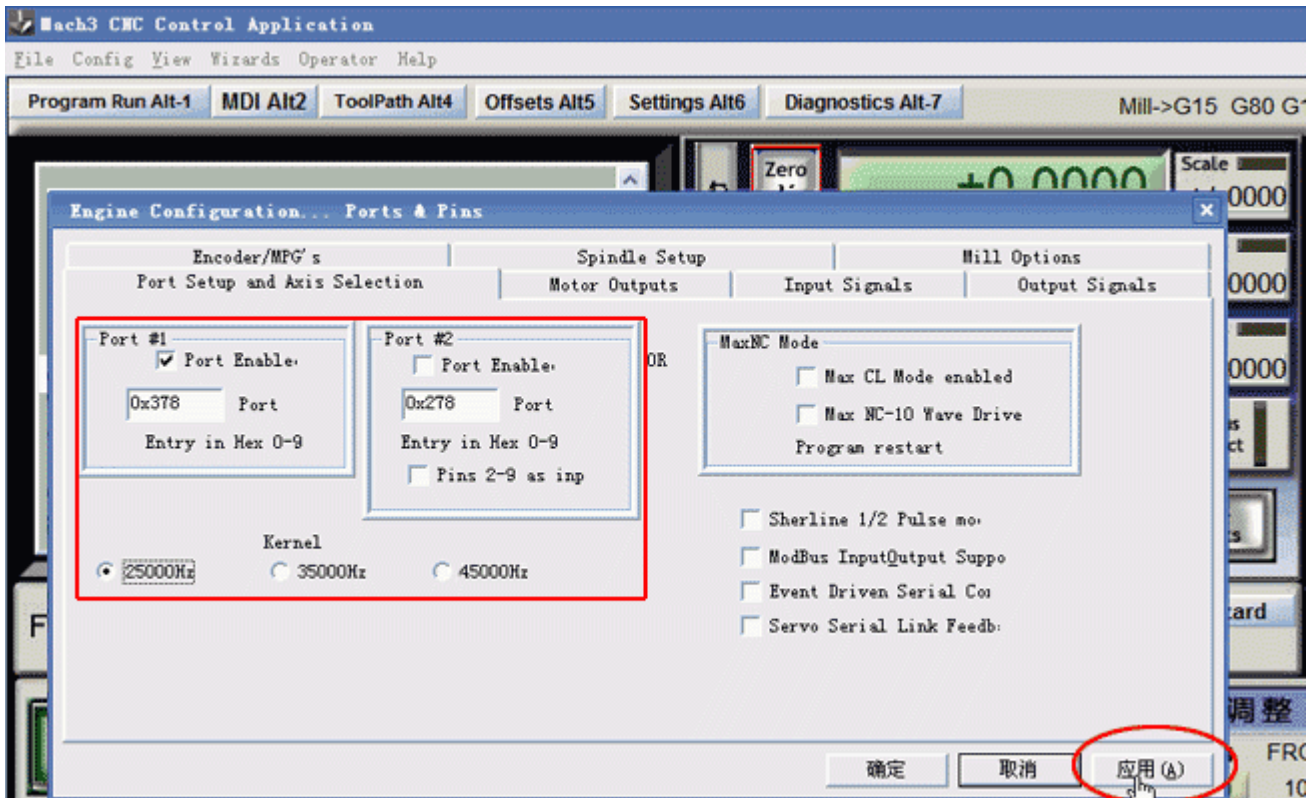 Mach3 CNC Control Application
File Config View Wizards Operator Help
Program Run Alt-1 MDI Alt2 ToolPath Alt4 Offsets Alt5 Settings Alt6 Diagnostics Alt-7 Mill->G15 G80
Zero
+0.0000
Scale
0000
Engine Configuration... Ports & Pins
Encoder/MPG's Spindle Setup Mill Options
Port Setup and Axis Selection Motor Outputs Input Signals Output Signals
0000
Port #1
Port Enable
0x378 Port
Entry in Hex 0-9
Port #2
Port Enable
0x278 Port
Entry in Hex 0-9
Pins 2-9 as inp
OR
MaxNC Mode
Max CL Mode enabled
Max NC-10 Wave Drive
Program restart
0000
Kernel
25000Hz 35000Hz 45000Hz
Sherline 1/2 Pulse mo
ModBus InputOutput Suppo
Event Driven Serial Co
Servo Serial Link Feedb
调整
FRO
10
确定 取消 应用(A)